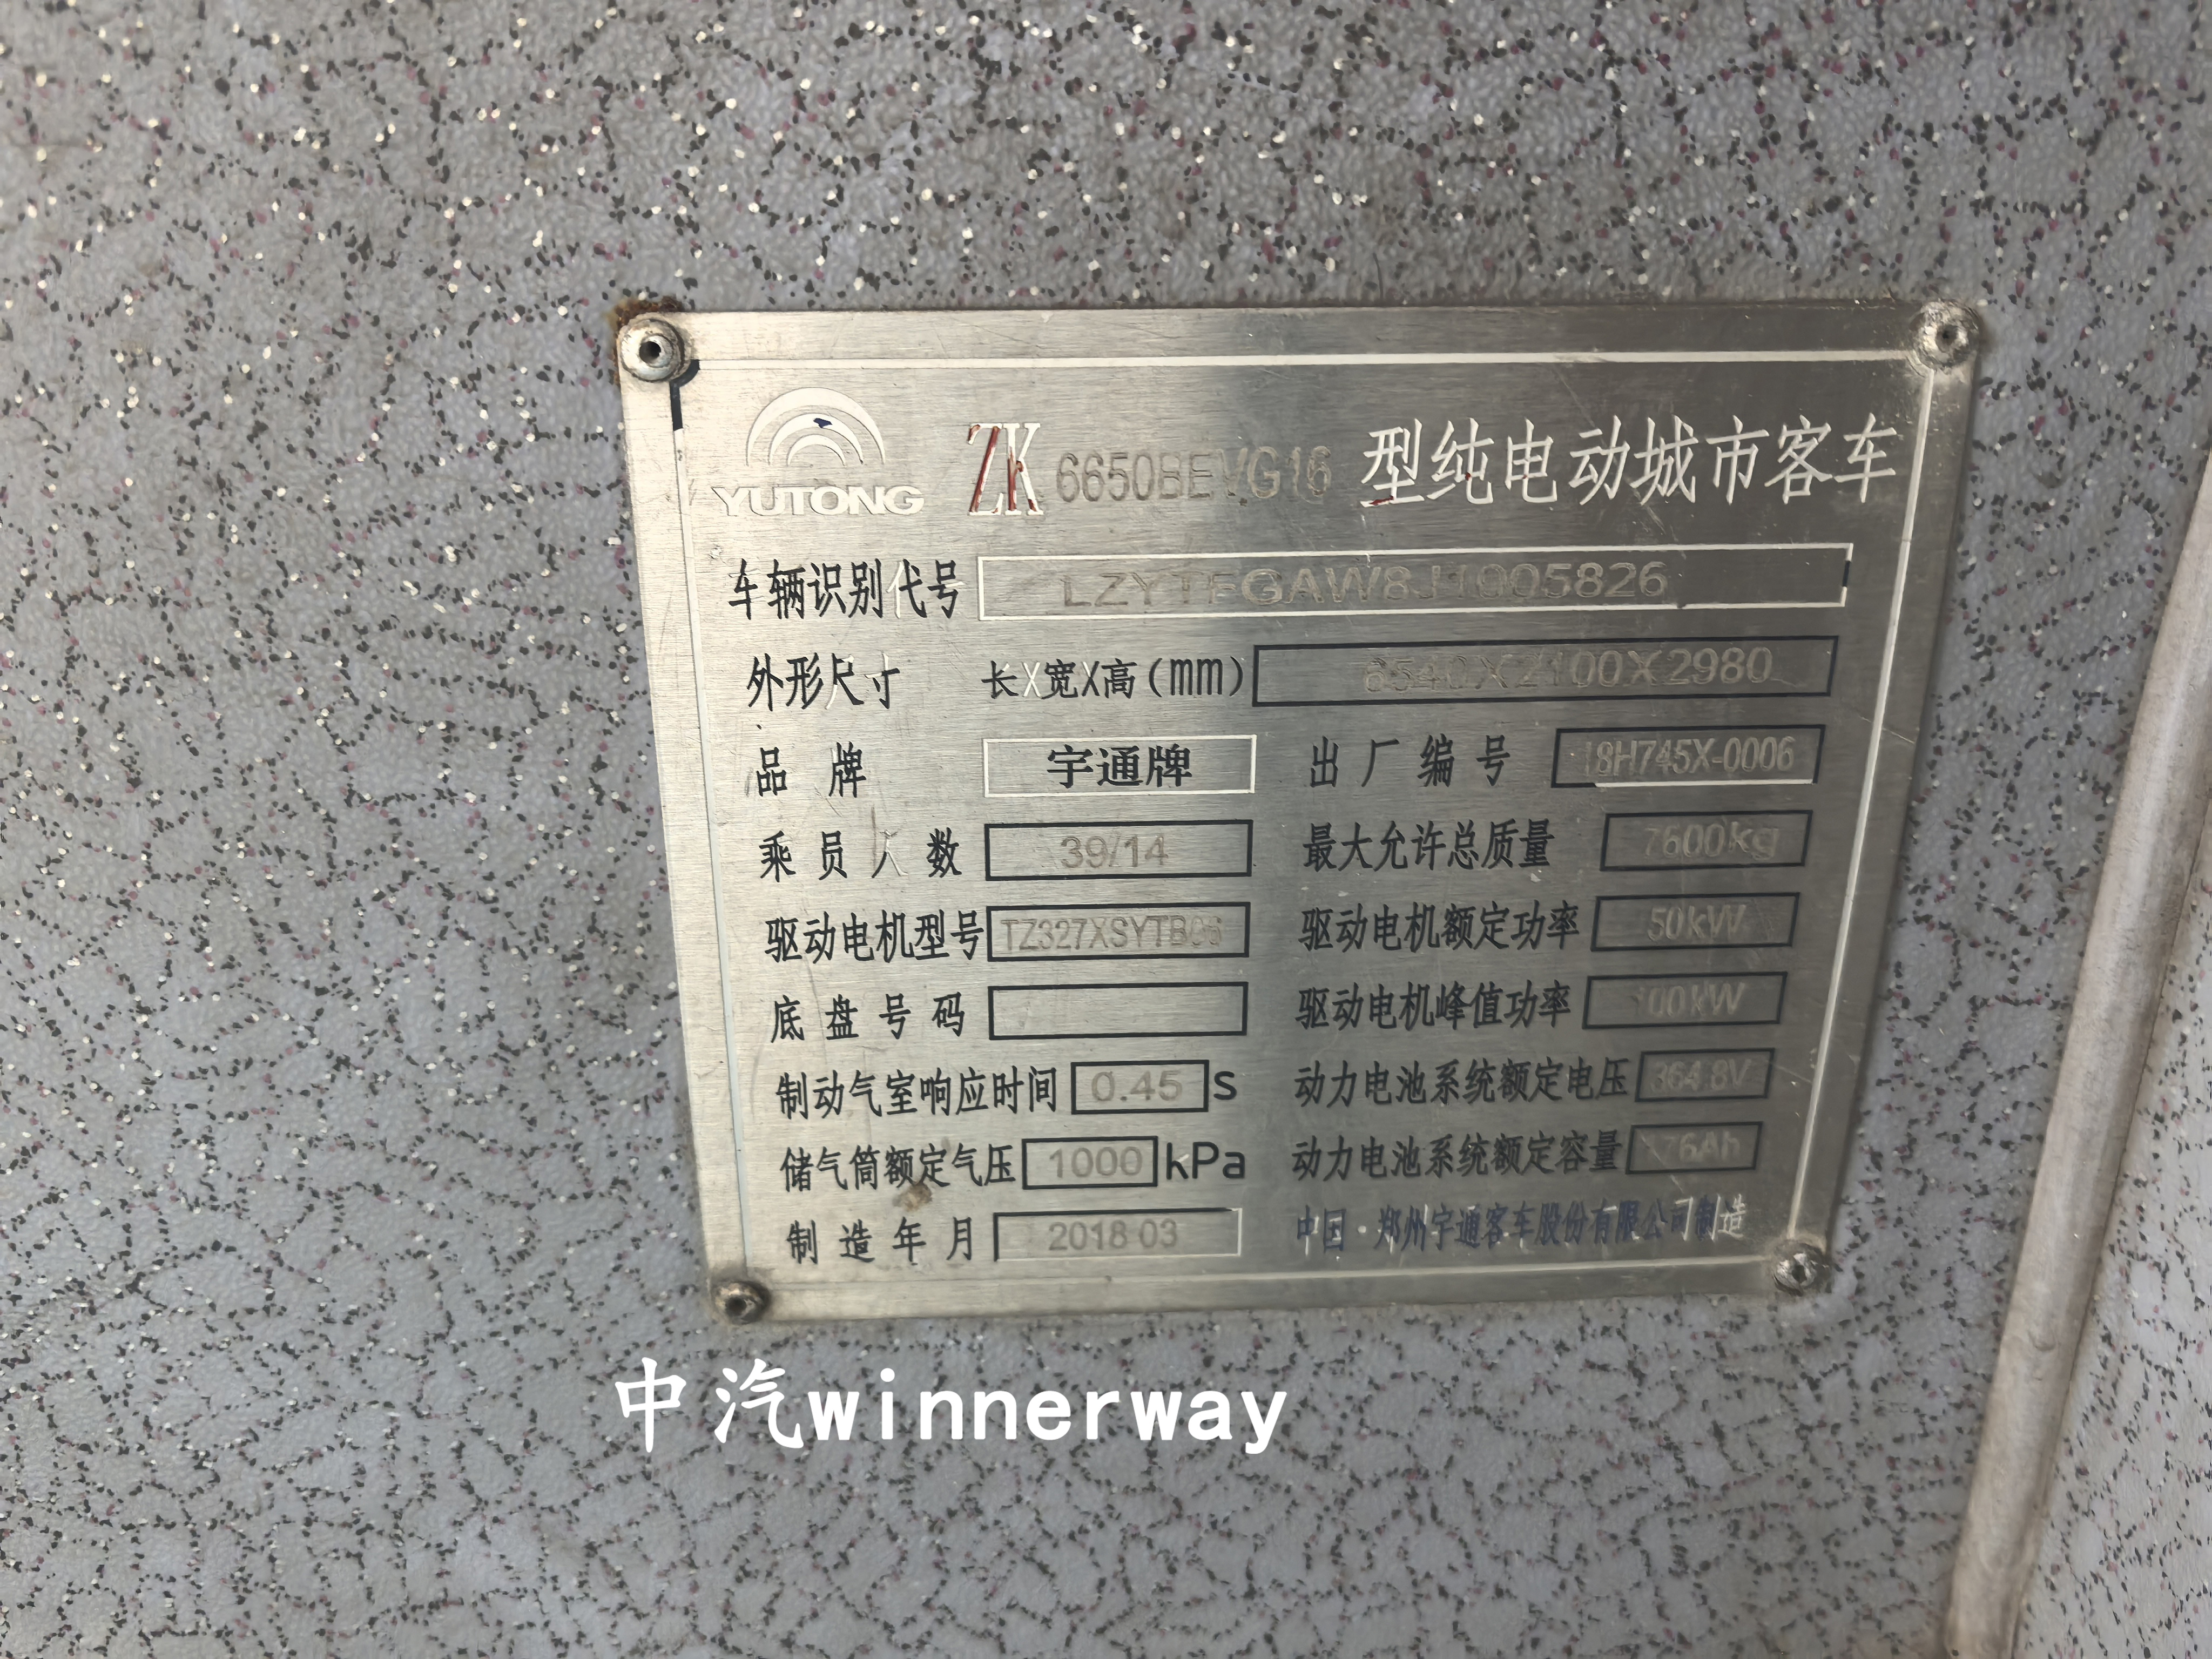 YUTONG ZK 6650BEVG16 型纯电动城市客车
车辆识别代号 LZYTFGAW8J1005826
外形尺寸 长X宽X高(mm) 6540X2100X2980
品牌 宇通牌 出厂编号 18H745X-0006
乘员人数 39/14 最大允许总质量 7600kg
驱动电机型号 TZ327XSYTB06 驱动电机额定功率 50kW
底盘号码 驱动电机峰值功率 100kW
制动气室响应时间 0.45 S 动力电池系统额定电压 364.8V
储气筒额定气压 1000 kPa 动力电池系统额定容量
制造年月 2018 03 中国·郑州宇通客车股份有限公司制造
中汽winnerway